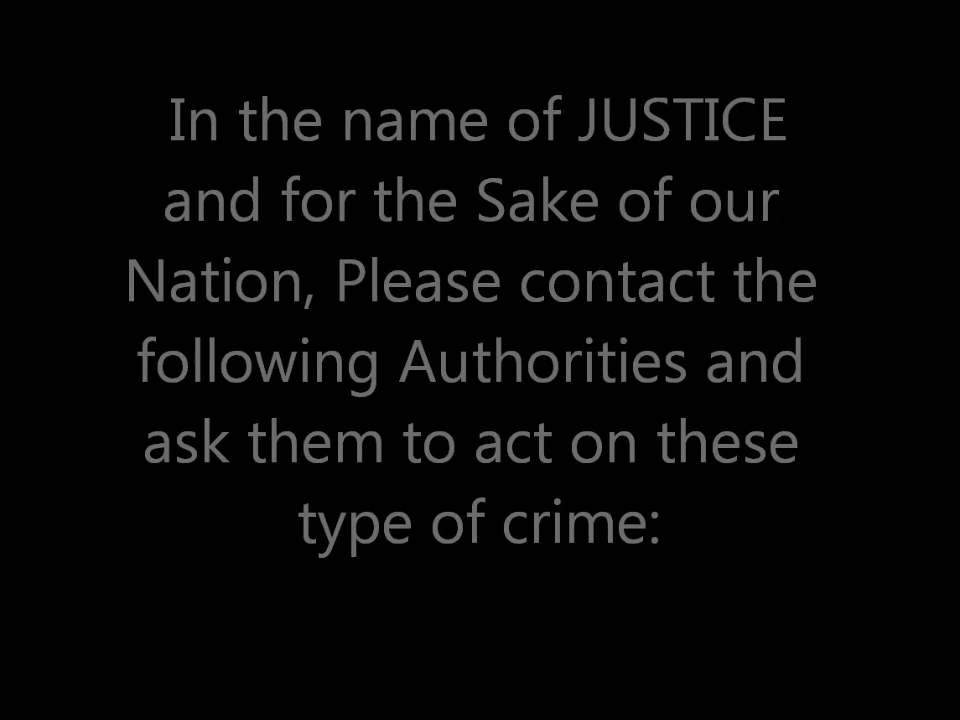 In the name of JUSTICE
and for the Sake of our
Nation, Please contact the
following Authorities and
ask them to act on these
type of crime: